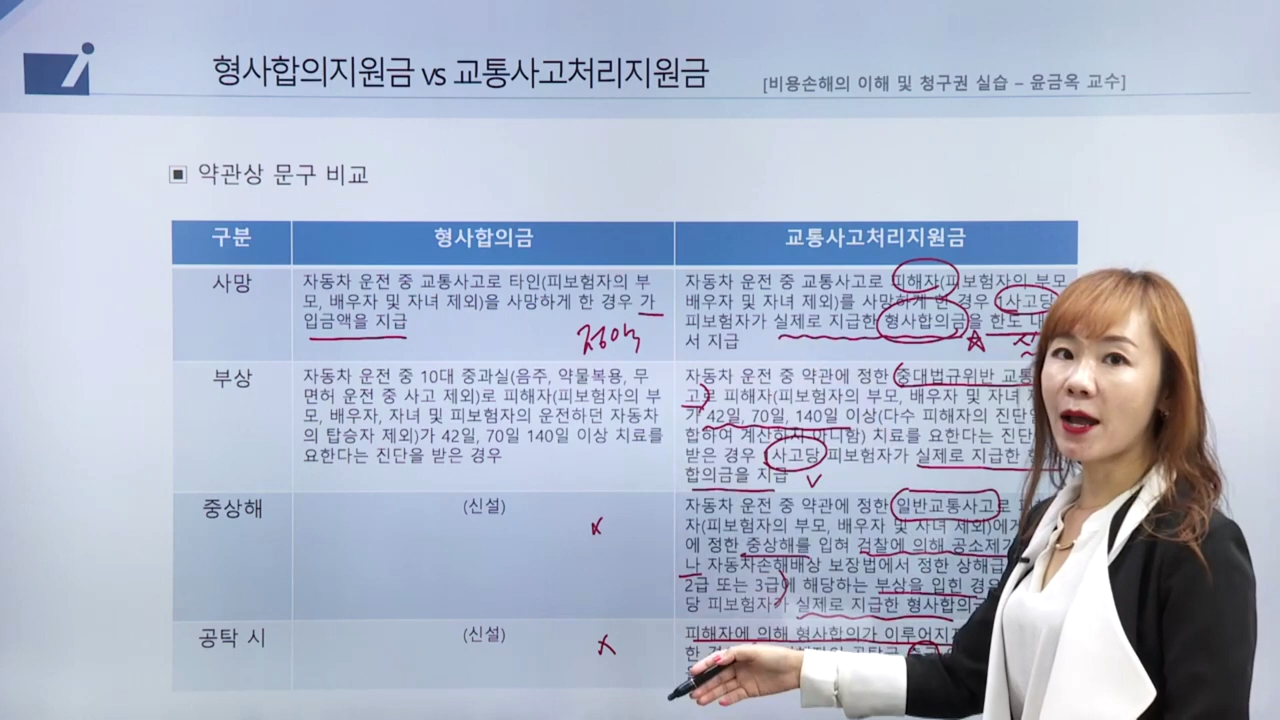 형사합의지원금 vs 교통사고처리지원금
[비용손해의 이해 및 청구권 실습 – 윤금옥 교수]
약관상 문구 비교
구분
형사합의금
교통사고처리지원금
사망
자동차 운전 중 교통사고로 타인(피보험자의 부
모, 배우자 및 자녀 제외)을 사망하게 한 경우 가
입금액을 지급
정액
자동차 운전 중 교통사고로 피해자(피보험자의 부모,
배우자 및 자녀 제외)를 사망하게 한 경우 1사고당
피보험자가 실제로 지급한 형사합의금을 한도 내
서 지급
부상
자동차 운전 중 10대 중과실(음주, 약물복용, 무
면허 운전 중 사고 제외)로 피해자(피보험자의 부
모, 배우자, 자녀 및 피보험자의 운전하던 자동차
의 탑승자 제외)가 42일, 70일 140일 이상 치료를
요한다는 진단을 받은 경우
자동차 운전 중 약관에 정한 중대법규위반 교통
고로 피해자(피보험자의 부모, 배우자 및 자녀
가 42일, 70일, 140일 이상(다수 피해자의 진단
합하여 계산하지 아니함) 치료를 요한다는 진단
받은 경우 사고당 피보험자가 실제로 지급한
합의금을 지급
중상해
(신설)
x
자동차 운전 중 약관에 정한 일반교통사고로
자(피보험자의 부모, 배우자 및 자녀 제외)에게
에 정한 중상해를 입혀 검찰에 의해 공소제
나 자동차손해배상 보장법에서 정한 상해급
2급 또는 3급에 해당하는 부상을 입힌 경우
당 피보험자가 실제로 지급한 형사합의금
공탁 시
(신설)
x
피해자에 의해 형사합의가 이루어지